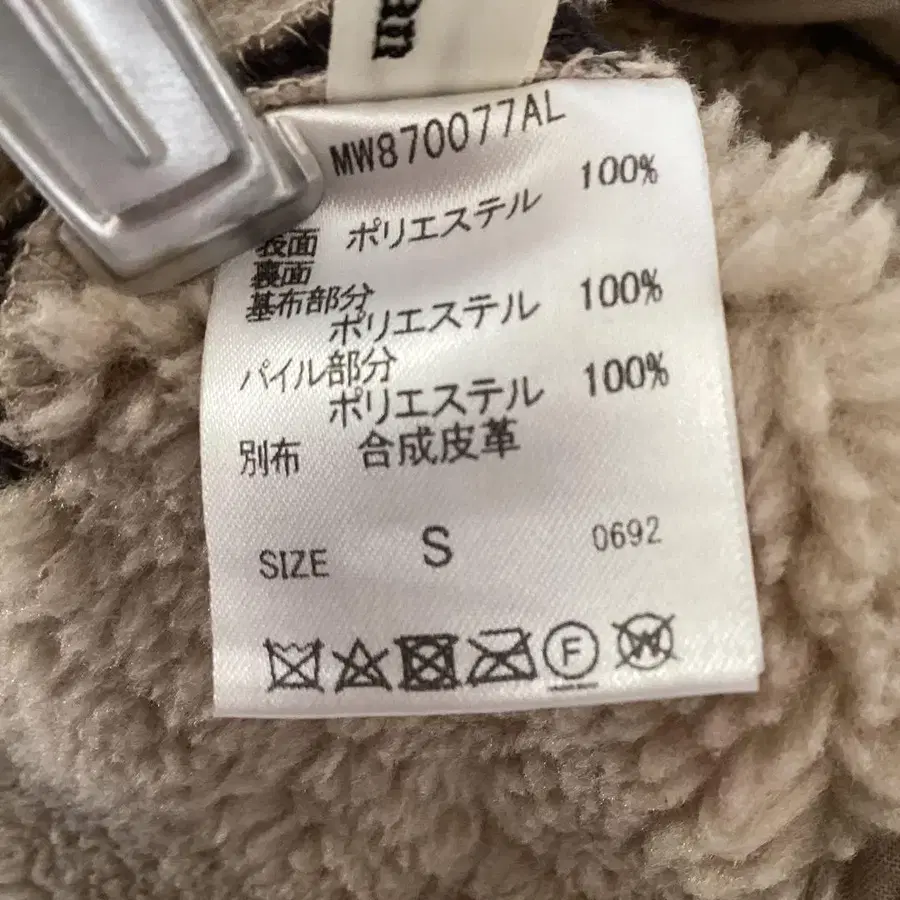 MW870077AL
表面 ポリエステル 100%
裏面
基布部分
ポリエステル 100%
パイル部分
ポリエステル 100%
別布 合成皮革
SIZE S 0692
F W